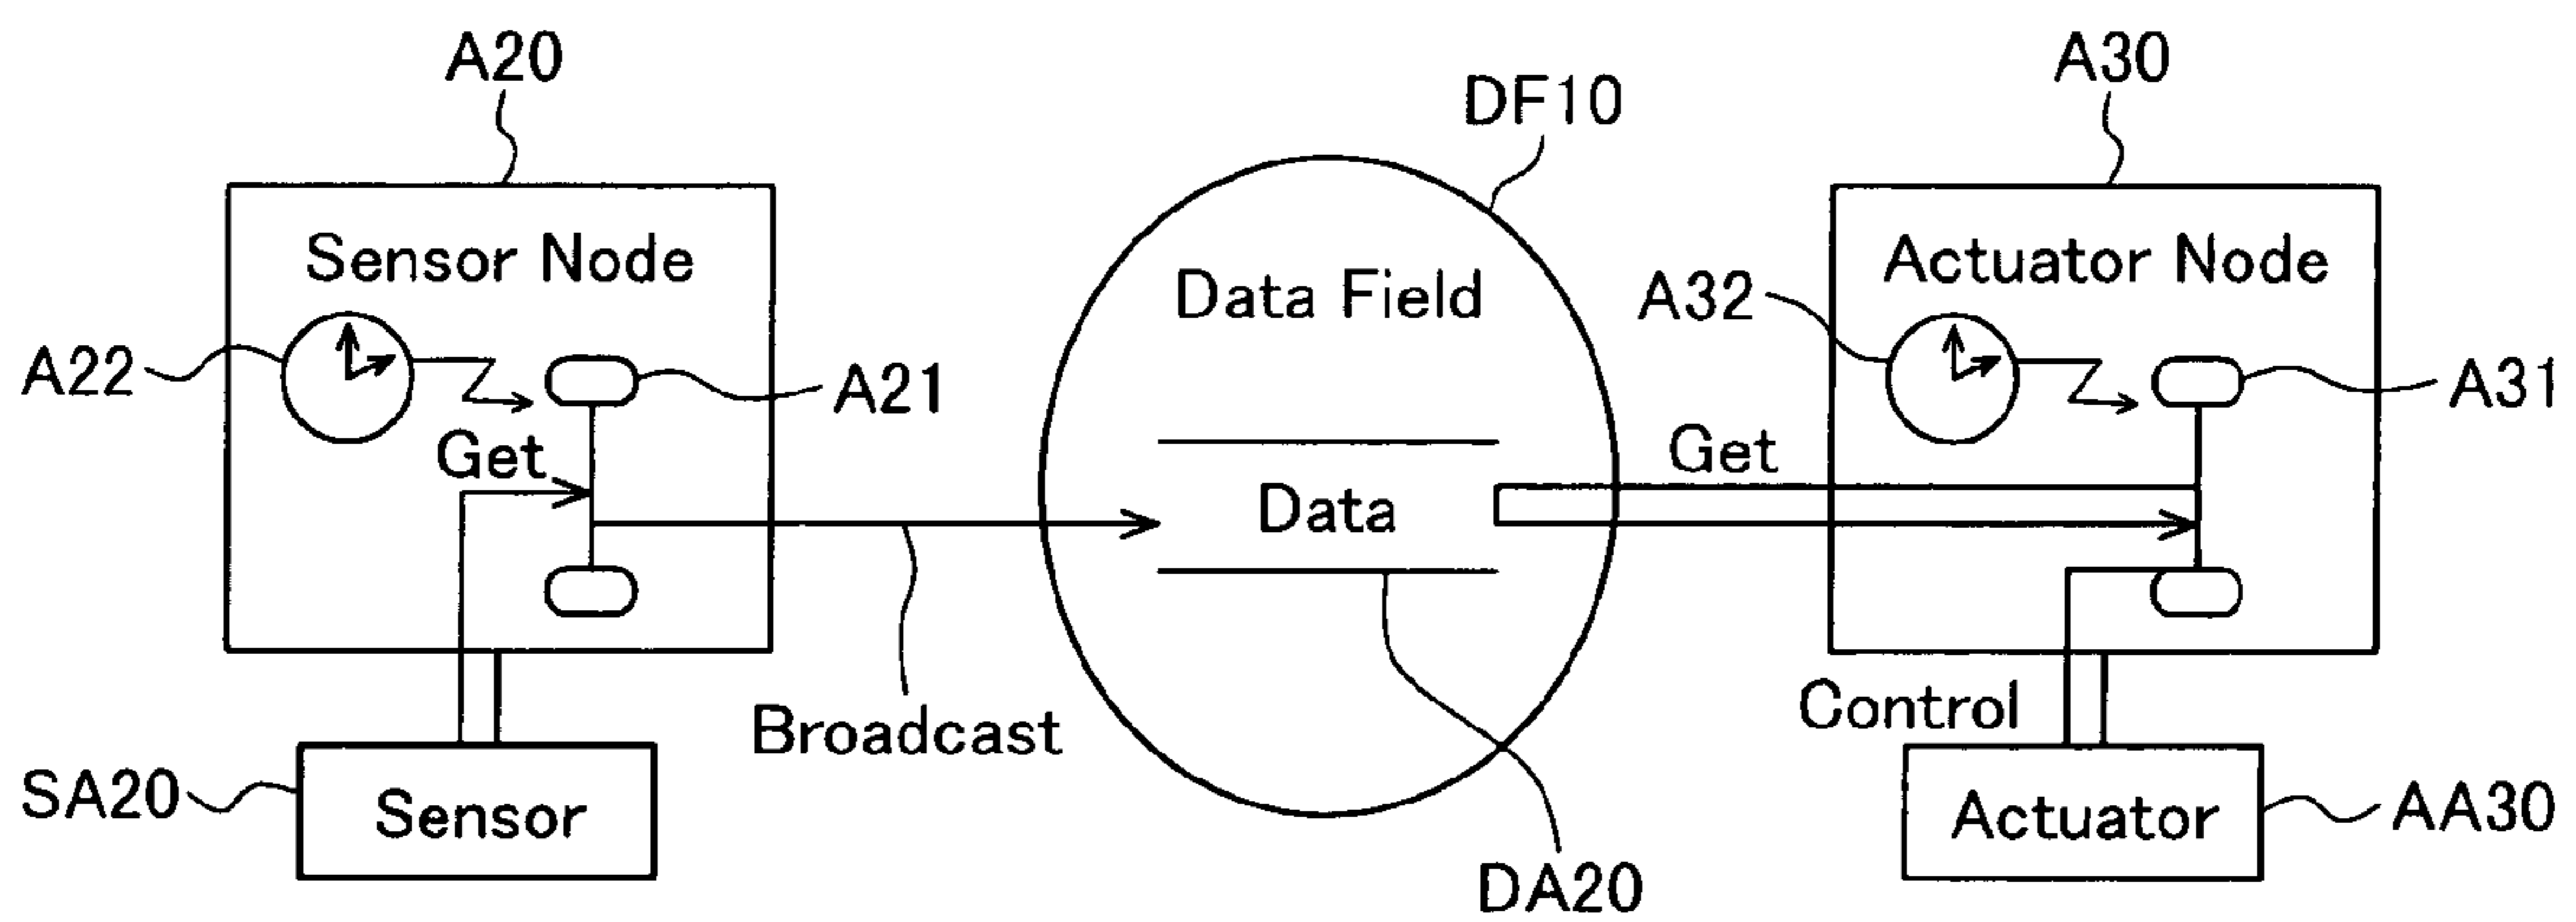 A20
A30
DF10
Sensor Node
Data Field
Actuator Node
A32
A22
A21
A31
Get
Get
Data
Control
Broadcast
SA20
Sensor
Actuator
AA30
DA20